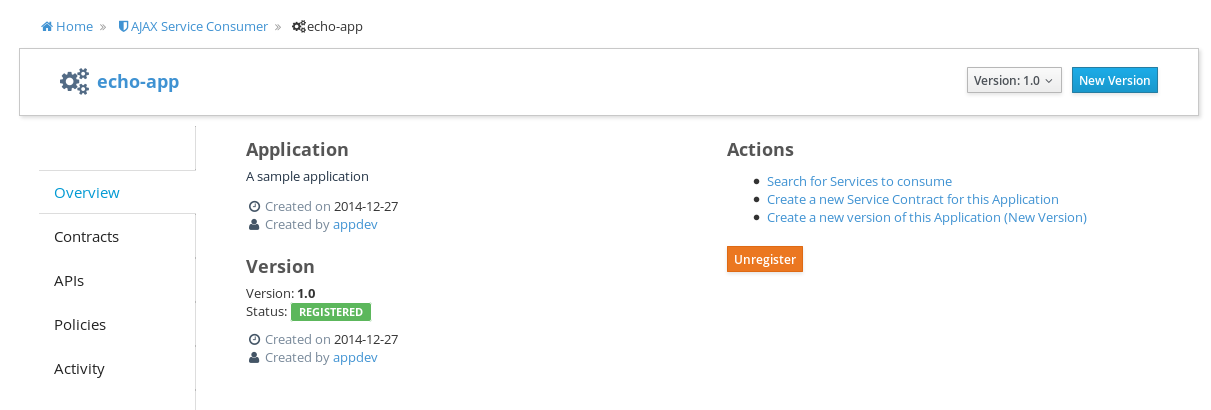 Home » AJAX Service Consumer » echo-app
echo-app
Version: 1.0
New Version
Overview
Contracts
APIs
Policies
Activity
Application
A sample application
Created on 2014-12-27
Created by appdev
Version
Version: 1.0
Status: REGISTERED
Created on 2014-12-27
Created by appdev
Actions
Search for Services to consume
Create a new Service Contract for this Application
Create a new version of this Application (New Version)
Unregister